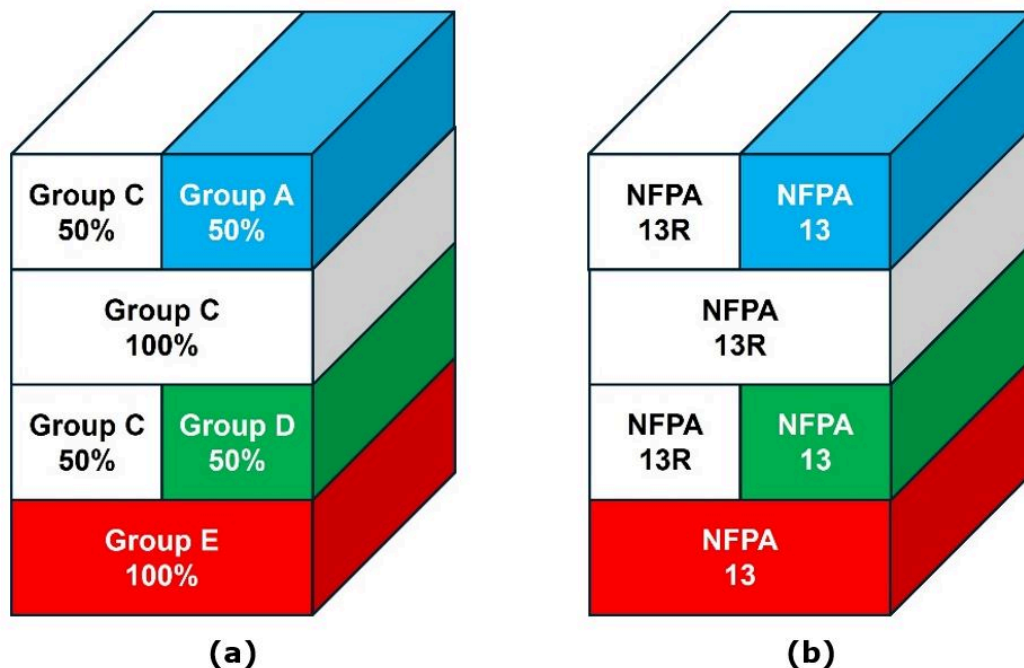 Group C
50%
Group A
50%
Group C
100%
Group C
50%
Group D
50%
Group E
100%
(a)
NFPA
13R
NFPA
13
NFPA
13R
NFPA
13R
NFPA
13
NFPA
13
(b)